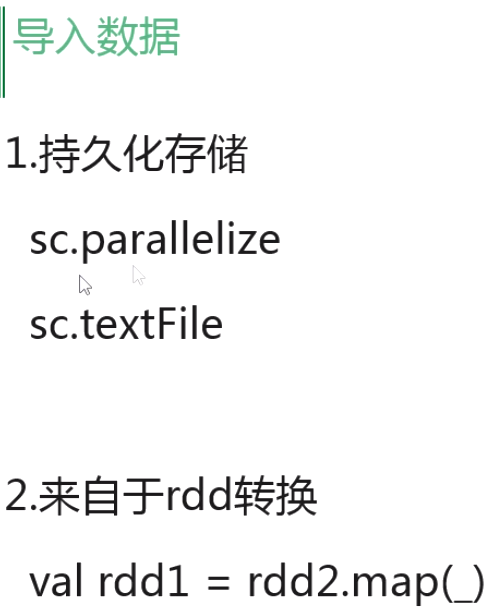 导入数据
1.持久化存储
sc.parallelize
sc.textFile
2.来自于rdd转换
val rdd1 = rdd2.map(_)